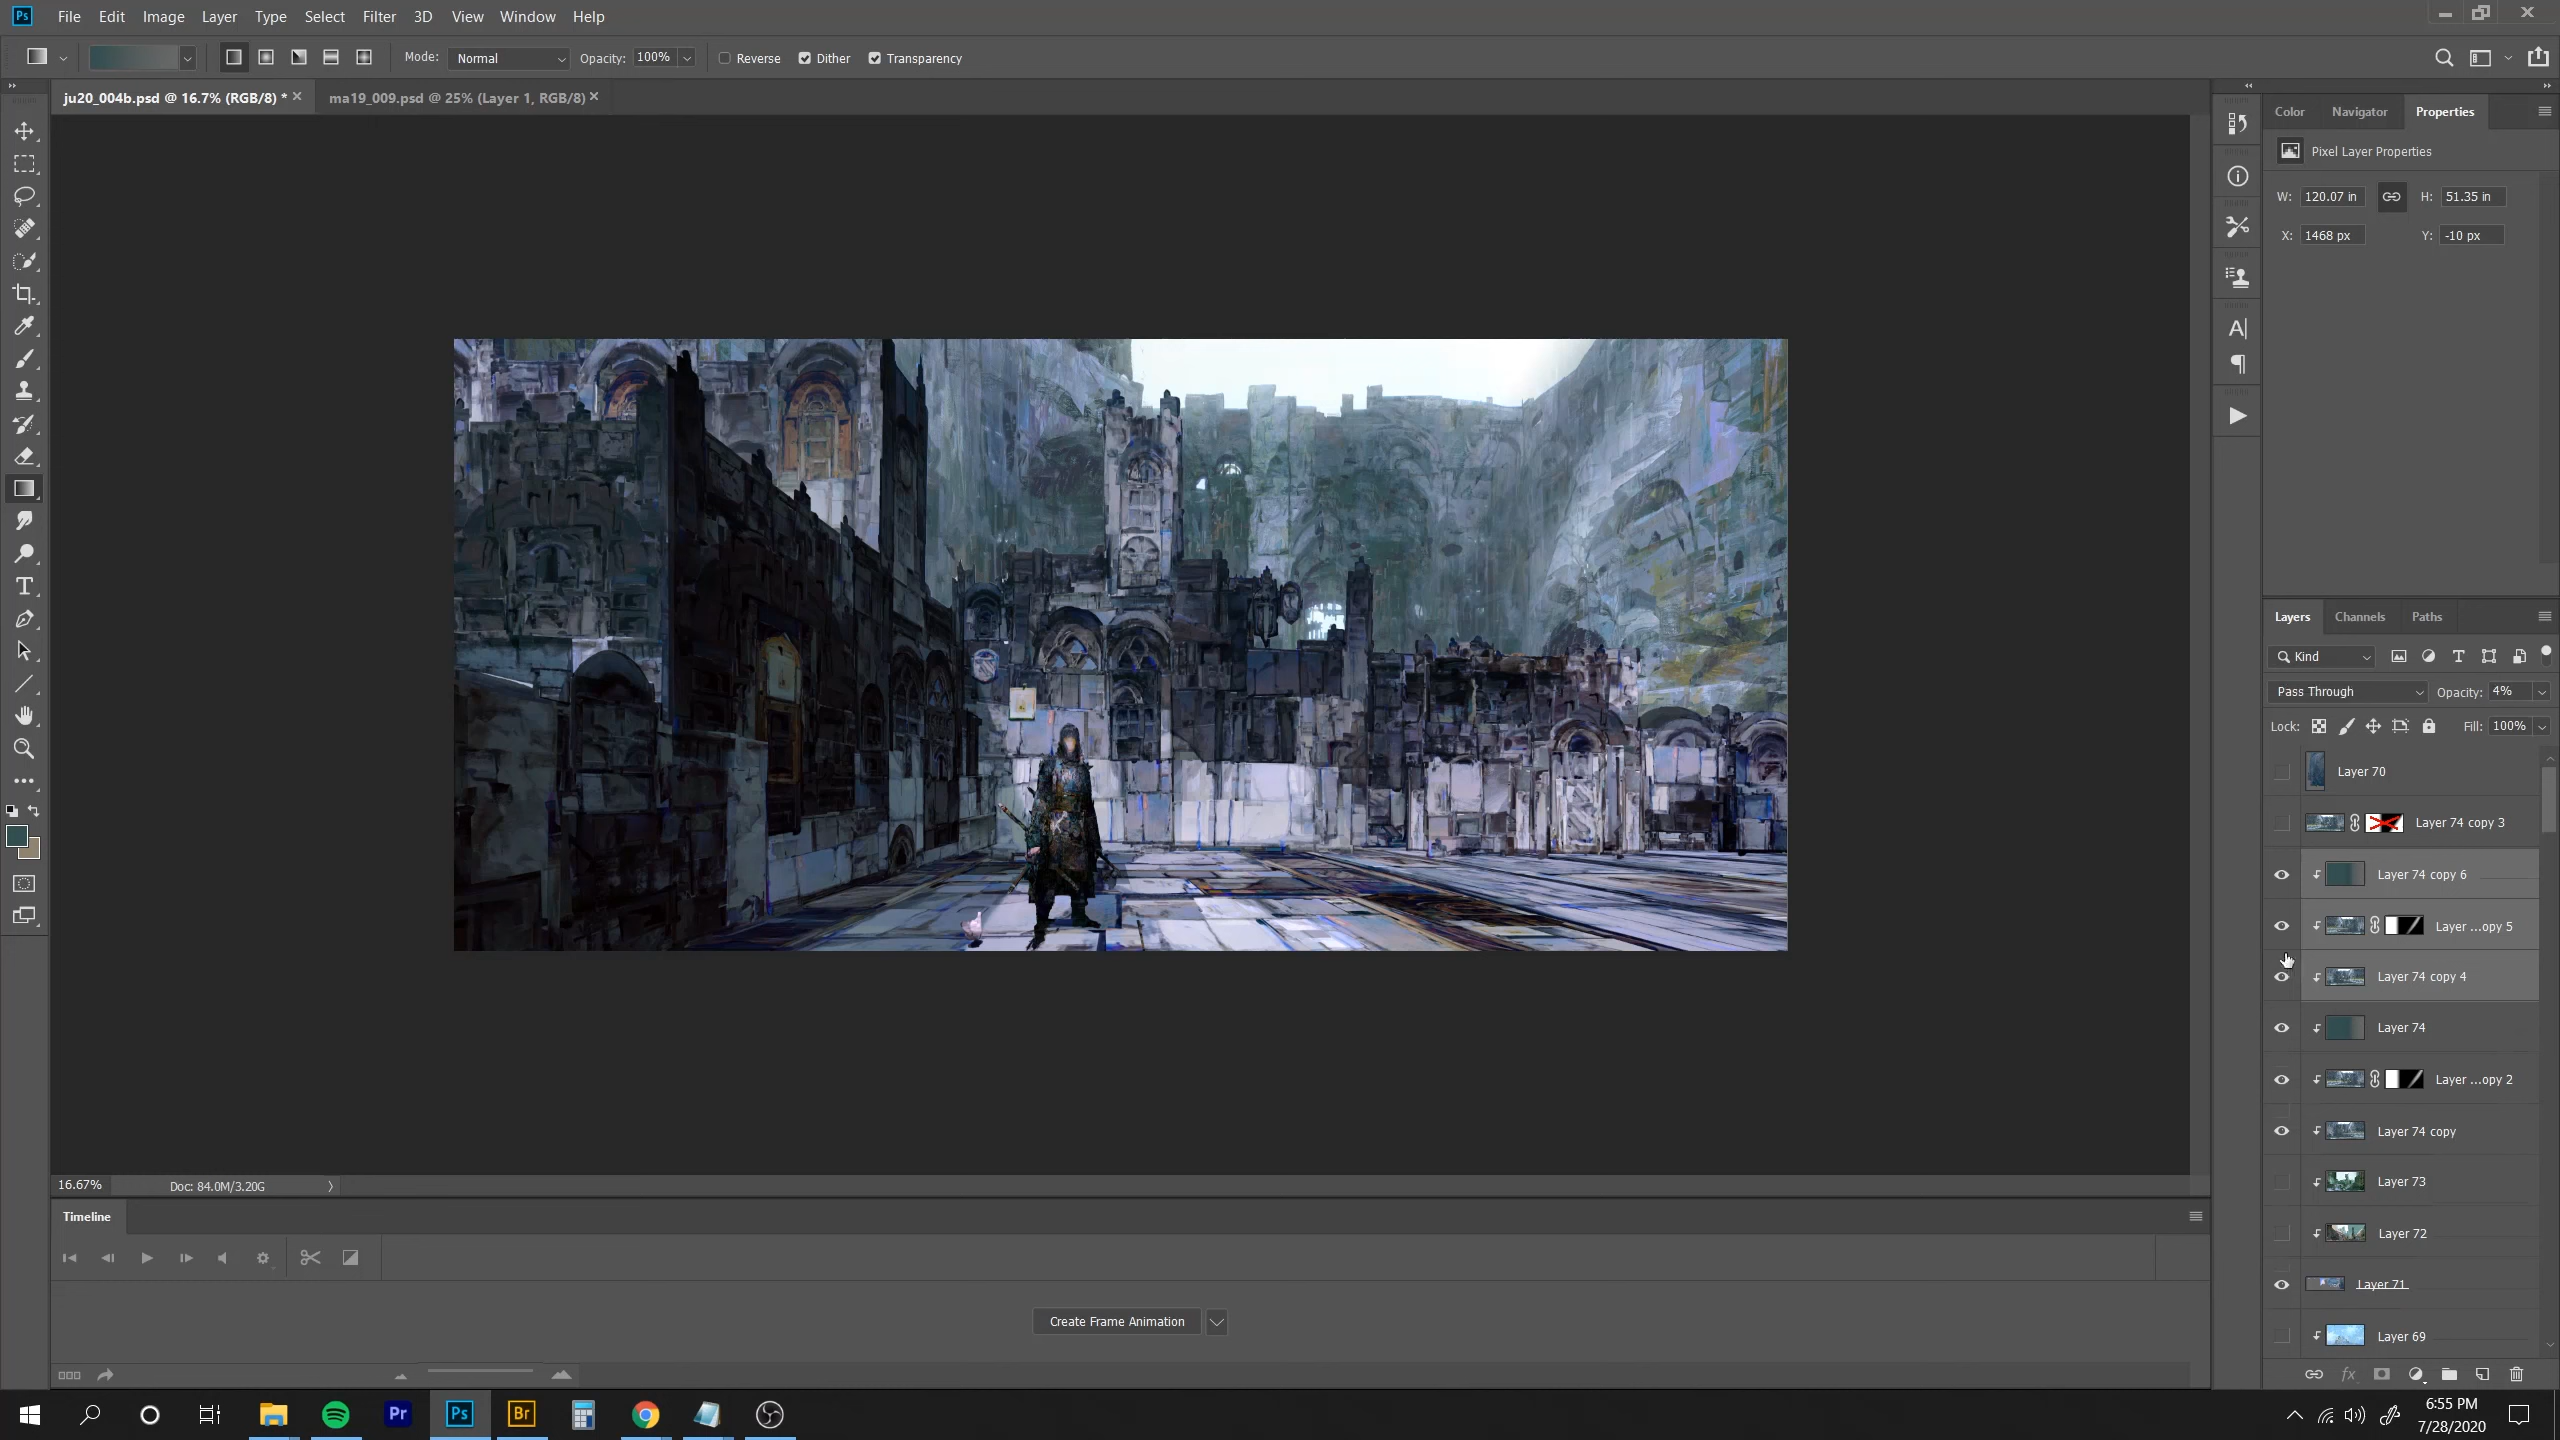 Ps File Edit Image Layer Type Select Filter 3D View Window Help
Mode: Normal Opacity: 100% Reverse Dither Transparency
ju20_004b.psd @ 16.7% (RGB/8) * ma19_009.psd @ 25% (Layer 1, RGB/8)
Color Navigator Properties
Pixel Layer Properties
W: 120.07 in H: 51.35 in
X: 1468 px Y: -10 px
Layers Channels Paths
Kind
Pass Through Opacity: 4%
Lock: Fill: 100%
Layer 70
Layer 74 copy 3
Layer 74 copy 6
Layer ...opy 5
Layer 74 copy 4
Layer 74
Layer ...opy 2
Layer 74 copy
Layer 73
Layer 72
Layer 71
Layer 69
16.67% Doc: 84.0M/3.20G
Timeline
Create Frame Animation
Pr Ps Br
6:55 PM
7/28/2020